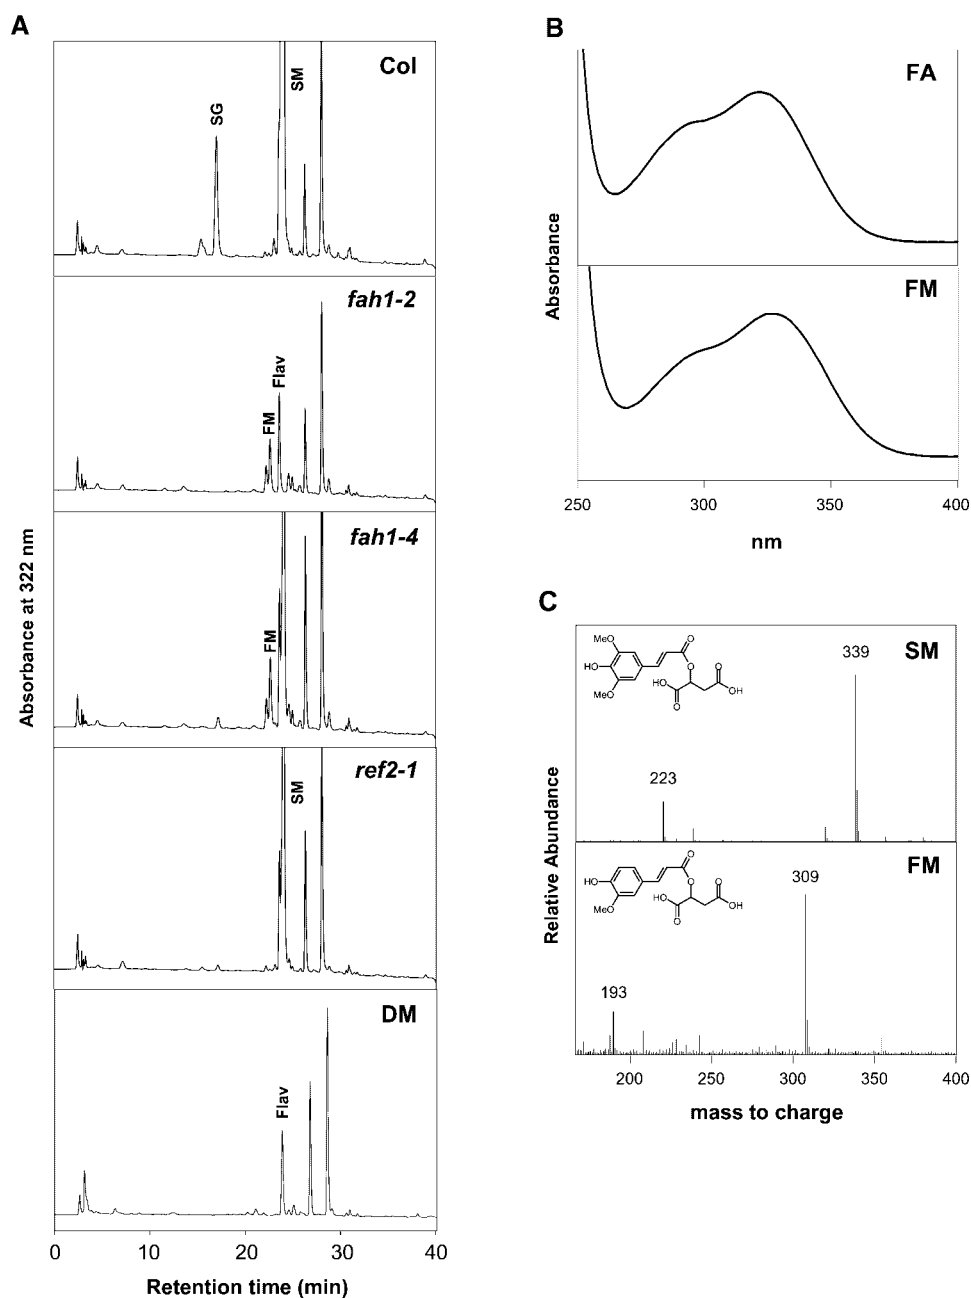 A
Col
SG
SM
fah1-2
FM
Flav
fah1-4
FM
ref2-1
SM
DM
Flav
Absorbance at 322 nm
0 10 20 30 40
Retention time (min)
B
FA
FM
Absorbance
250 300 350 400
nm
C
SM
339
223
MeO
HO
MeO
O
O
O
HO
O
OH
FM
309
193
HO
MeO
O
O
O
HO
O
OH
Relative Abundance
200 250 300 350 400
mass to charge